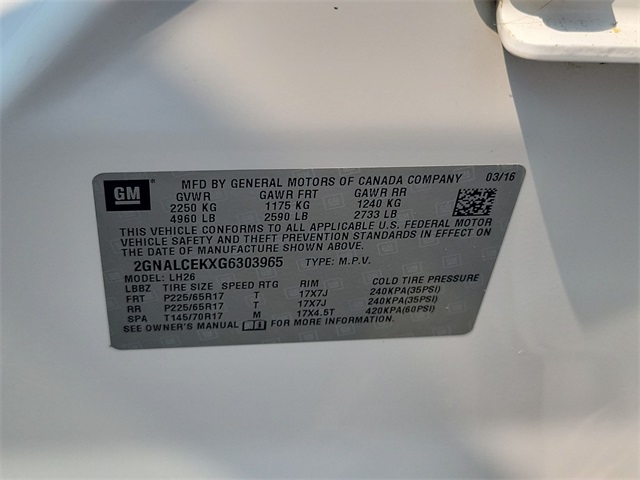 GM ® MFD BY GENERAL MOTORS OF CANADA COMPANY 03/16
GVWR GAWR FRT GAWR RR
2250 KG 1175 KG 1240 KG
4960 LB 2590 LB 2733 LB
THIS VEHICLE CONFORMS TO ALL APPLICABLE U.S. FEDERAL MOTOR
VEHICLE SAFETY AND THEFT PREVENTION STANDARDS IN EFFECT
ON THE DATE OF MANUFACTURE SHOWN ABOVE.
2GNALCEKXG6303965 TYPE: M.P.V.
MODEL: LH26
LBBZ TIRE SIZE SPEED RTG RIM COLD TIRE PRESSURE
FRT P225/65R17 T 17X7J 240KPA(35PSI)
RR P225/65R17 T 17X7J 240KPA(35PSI)
SPA T145/70R17 M 17X4.5T 420KPA(60PSI)
SEE OWNER'S MANUAL FOR MORE INFORMATION.